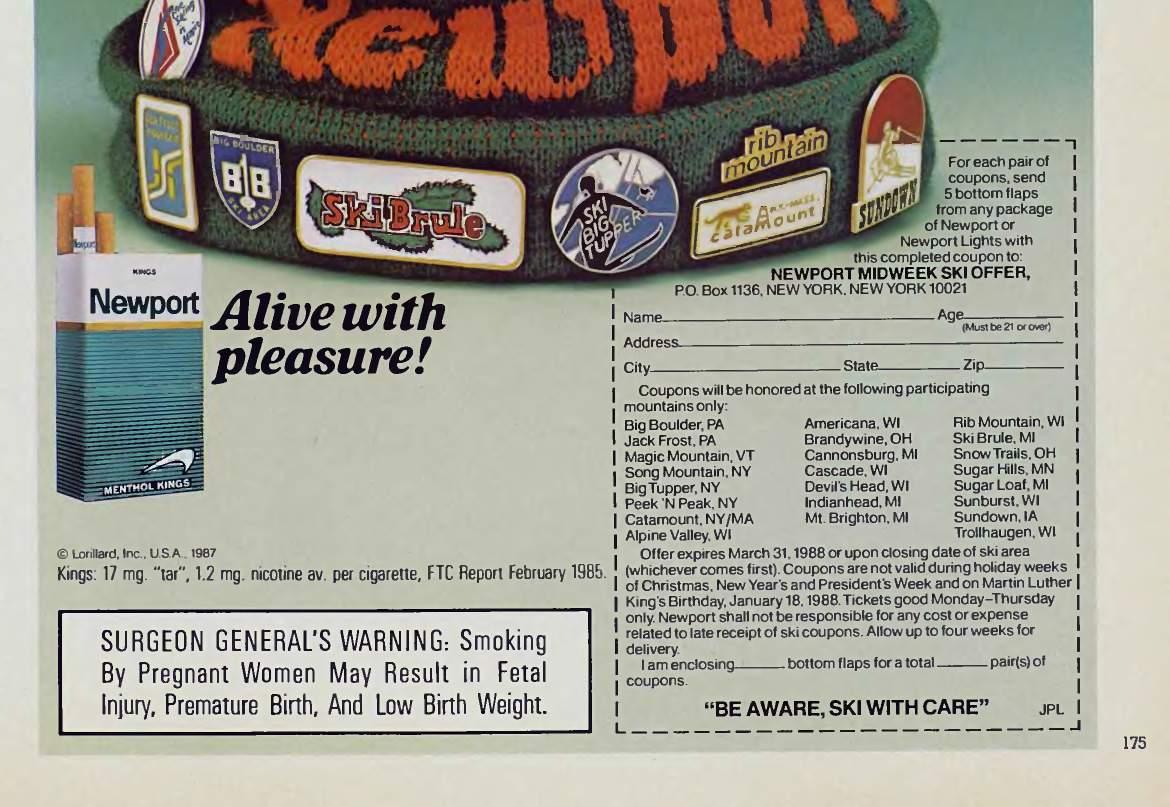 Newport
JACK FROST
MOUNTAIN
BIG BOULDER
BB
SKI AREA
Ski Brule
SKI
BIG
TUPPER
rib
mountain
catamount
SUNDOWN
Newport
KINGS
Newport
MENTHOL KINGS
Alive with
pleasure!
© Lorillard, Inc., U.S.A., 1987
Kings: 17 mg. "tar", 1.2 mg. nicotine av. per cigarette, FTC Report February 1985.
SURGEON GENERAL'S WARNING: Smoking
By Pregnant Women May Result in Fetal
Injury, Premature Birth, And Low Birth Weight.
For each pair of
coupons, send
5 bottom flaps
from any package
of Newport or
Newport Lights with
this completed coupon to:
NEWPORT MIDWEEK SKI OFFER,
P.O. Box 1136, NEW YORK, NEW YORK 10021
Name Age
(Must be 21 or over)
Address
City State Zip
Coupons will be honored at the following participating
mountains only:
Big Boulder, PA
Jack Frost, PA
Magic Mountain, VT
Song Mountain, NY
Big Tupper, NY
Peek 'N Peak, NY
Catamount, NY/MA
Alpine Valley, WI
Americana, WI
Brandywine, OH
Cannonsburg, MI
Cascade, WI
Devil's Head, WI
Indianhead, MI
Mt. Brighton, MI
Rib Mountain, WI
Ski Brule, MI
Snow Trails, OH
Sugar Hills, MN
Sugar Loaf, MI
Sunburst, WI
Sundown, IA
Trollhaugen, WI
Offer expires March 31, 1988 or upon closing date of ski area
(whichever comes first). Coupons are not valid during holiday weeks
of Christmas, New Year's and President's Week and on Martin Luther
King's Birthday, January 18, 1988. Tickets good Monday–Thursday
only. Newport shall not be responsible for any cost or expense
related to late receipt of ski coupons. Allow up to four weeks for
delivery.
I am enclosing bottom flaps for a total pair(s) of
coupons.
"BE AWARE, SKI WITH CARE" JPL
175